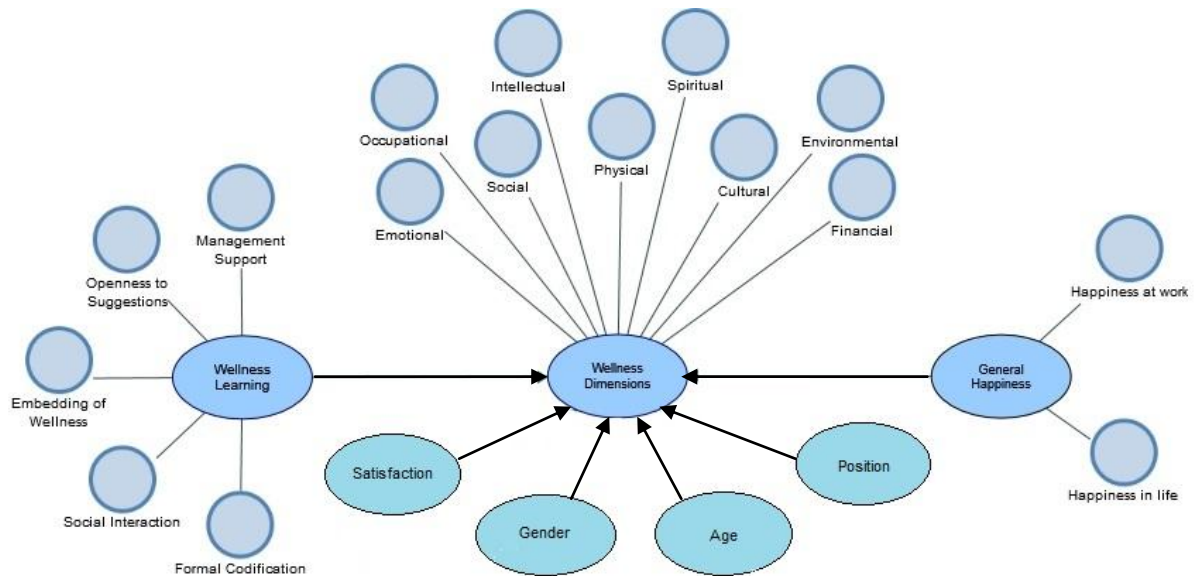 Intellectual
Spiritual
Occupational
Social
Physical
Cultural
Environmental
Emotional
Financial
Management
Support
Openness to
Suggestions
Embedding of
Wellness
Social Interaction
Formal Codification
Wellness
Learning
Wellness
Dimensions
General
Happiness
Happiness at work
Happiness in life
Satisfaction
Gender
Age
Position